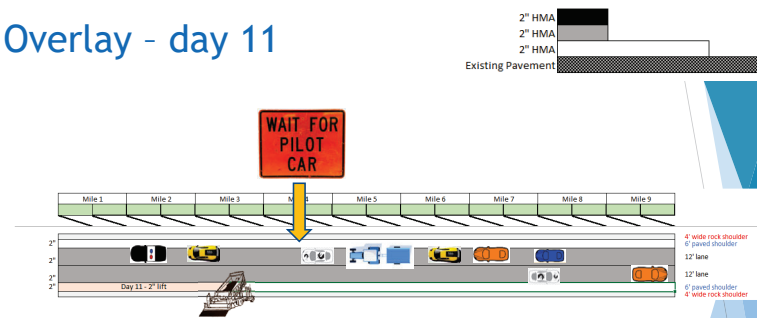 Overlay – day 11
2" HMA
2" HMA
2" HMA
Existing Pavement
WAIT FOR
PILOT
CAR
Mile 1 Mile 2 Mile 3 Mile 5 Mile 6 Mile 7 Mile 8 Mile 9
4' wide rock shoulder
6' paved shoulder
2"
2"
12' lane
2"
12' lane
2"
Day 11 - 2" lift
6' paved shoulder
4' wide rock shoulder